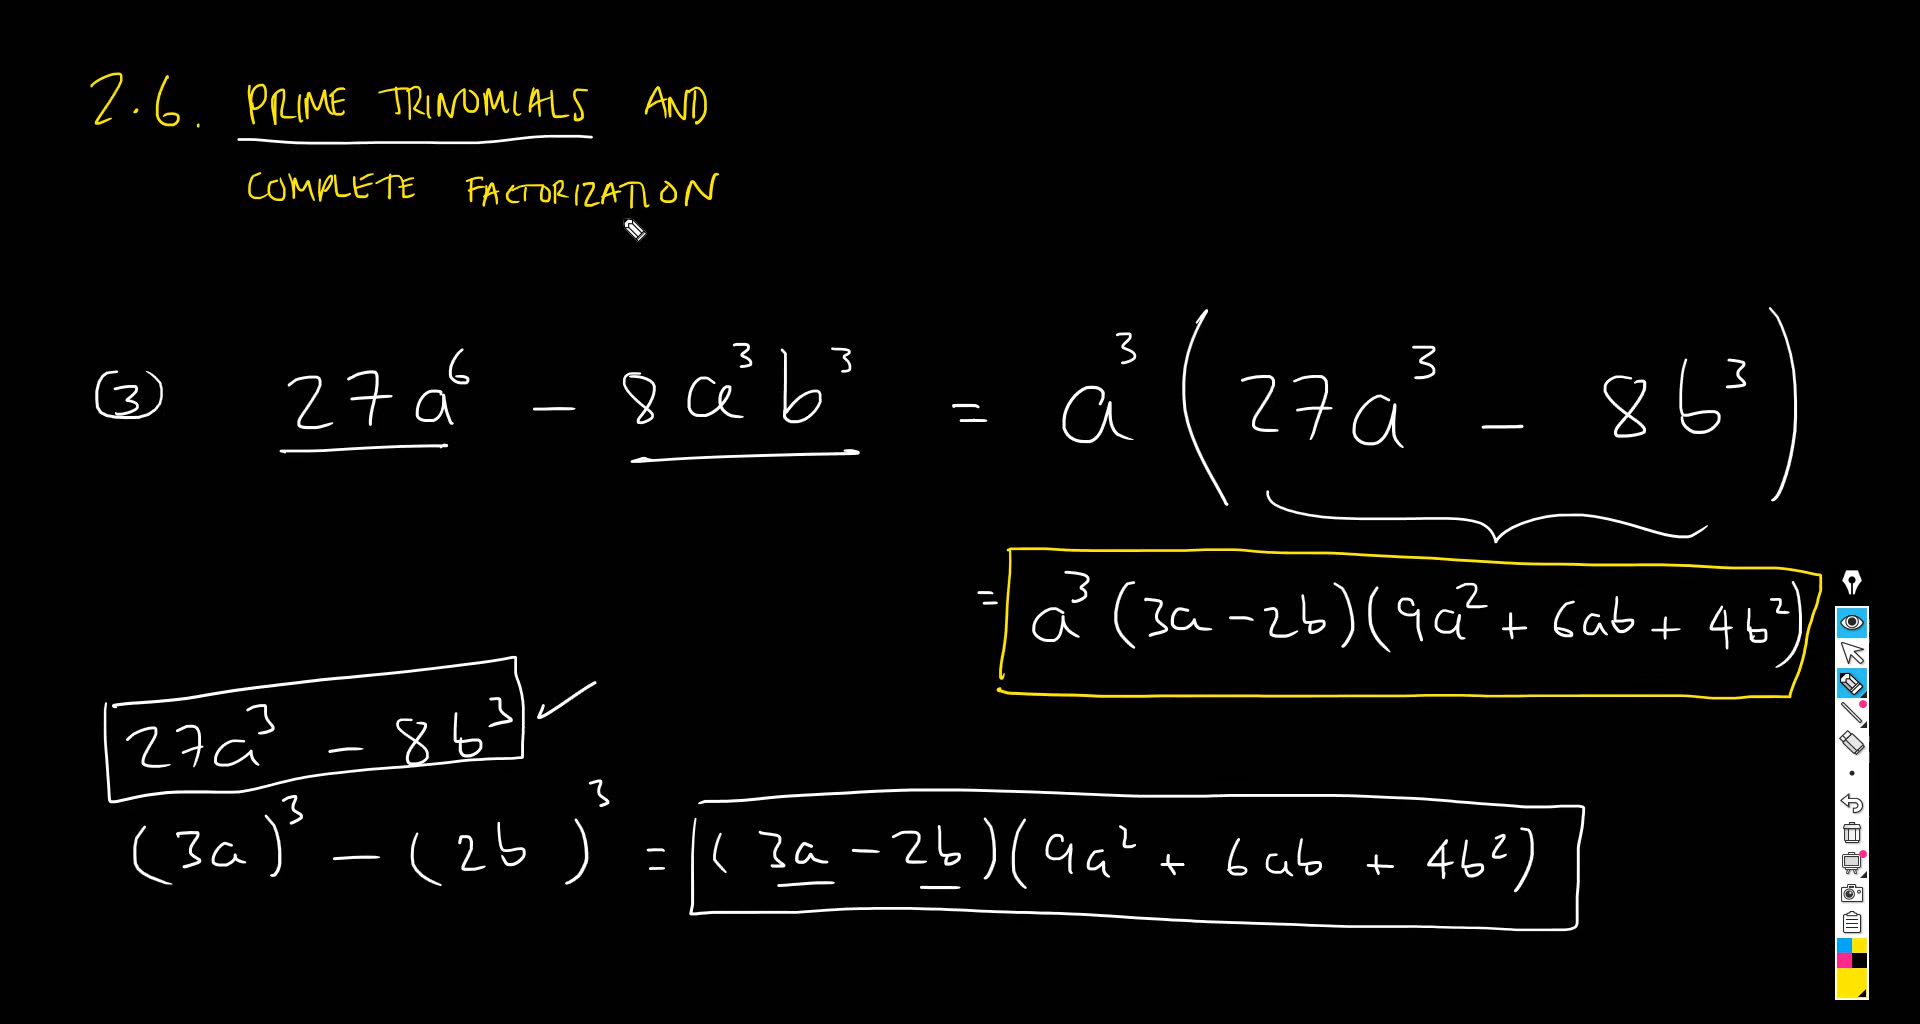 2.6. PRIME TRINOMIALS AND
COMPLETE FACTORIZATION
③ 27a⁶ - 8a³b³ = a³(27a³ - 8b³)
= a³(3a-2b)(9a²+6ab+4b²)
27a³ - 8b³ ✓
(3a)³ - (2b)³ = (3a-2b)(9a²+6ab+4b²)